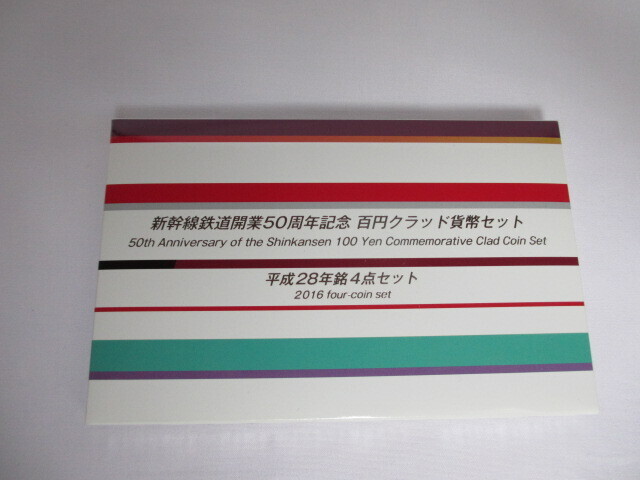 新幹線鉄道開業50周年記念 百円クラッド貨幣セット
50th Anniversary of the Shinkansen 100 Yen Commemorative Clad Coin Set
平成28年銘4点セット
2016 four-coin set